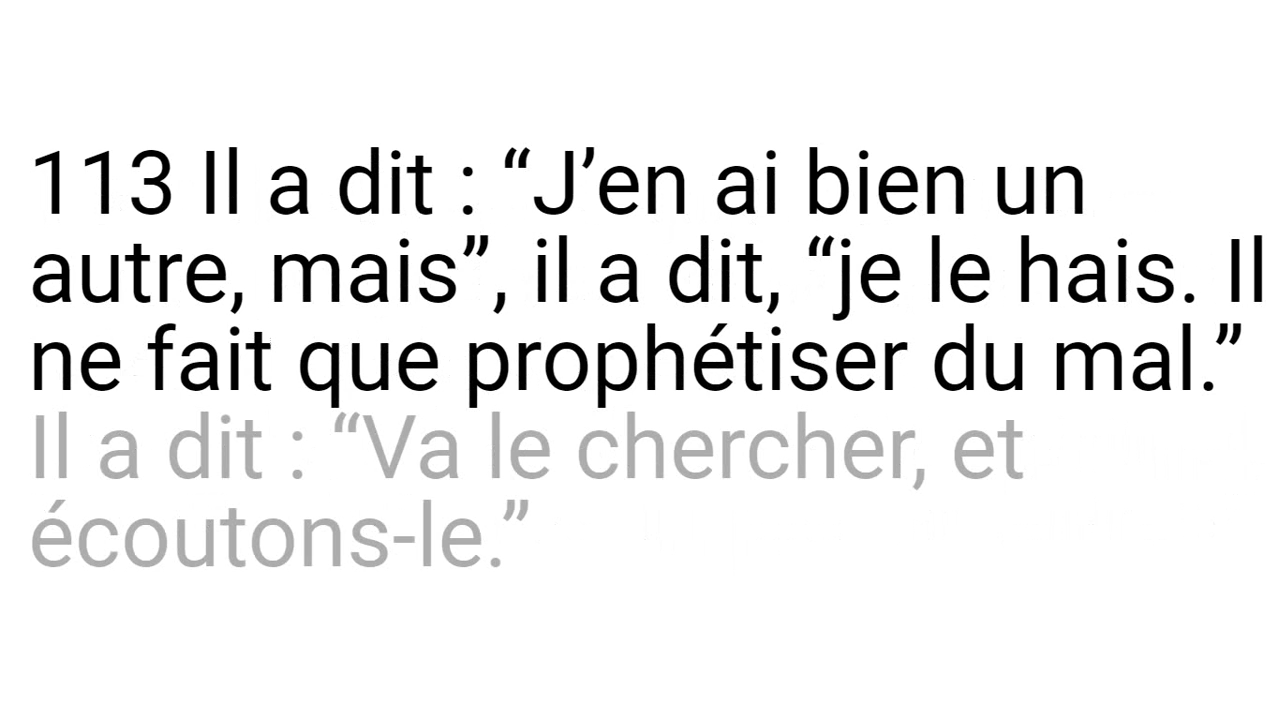 113 Il a dit : “J’en ai bien un
autre, mais”, il a dit, “je le hais. Il
ne fait que prophétiser du mal.”
Il a dit : “Va le chercher, et
écoutons-le.”